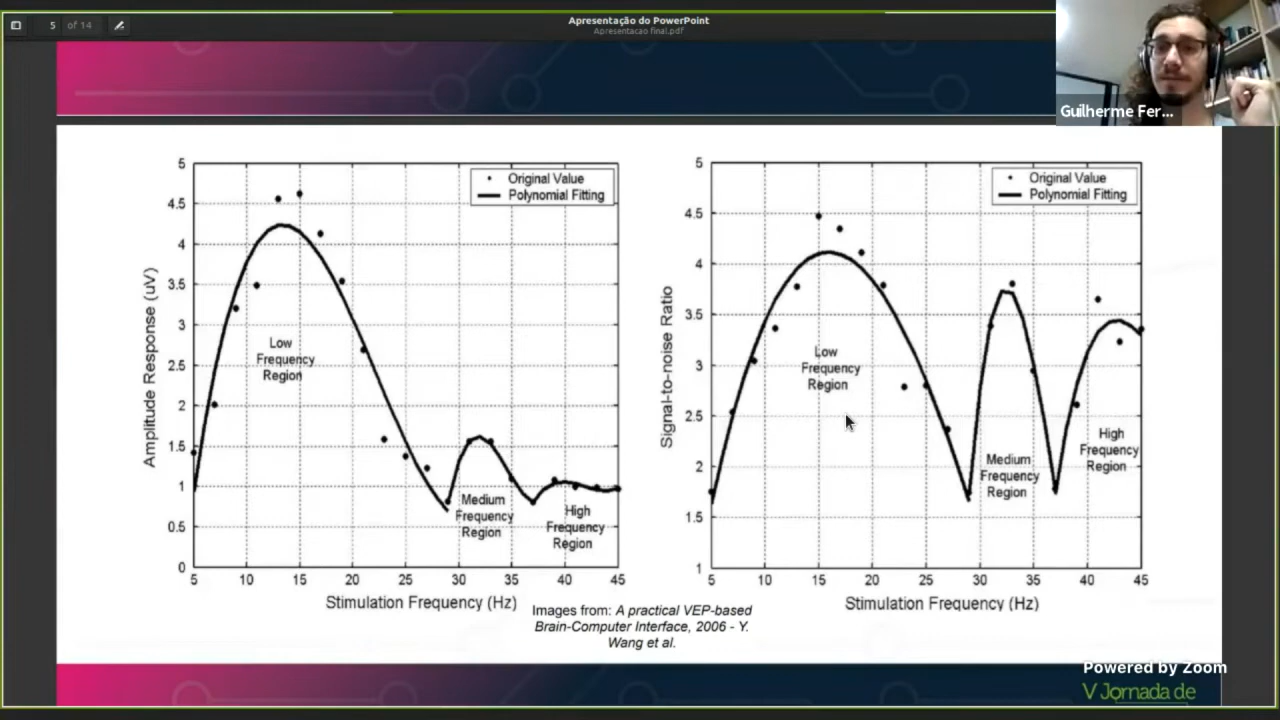 5 of 14
Apresentação do PowerPoint
Apresentacao final.pdf
Guilherme Fer...
5
4.5
4
3.5
3
2.5
2
1.5
1
0.5
0
Amplitude Response (uV)
Original Value
Polynomial Fitting
Low
Frequency
Region
Medium
Frequency
Region
High
Frequency
Region
5 10 15 20 25 30 35 40 45
Stimulation Frequency (Hz)
5
4.5
4
3.5
3
2.5
2
1.5
1
Signal-to-noise Ratio
Original Value
Polynomial Fitting
Low
Frequency
Region
Medium
Frequency
Region
High
Frequency
Region
5 10 15 20 25 30 35 40 45
Stimulation Frequency (Hz)
Images from: A practical VEP-based
Brain-Computer Interface, 2006 - Y.
Wang et al.
Powered by Zoom
V Jornada de